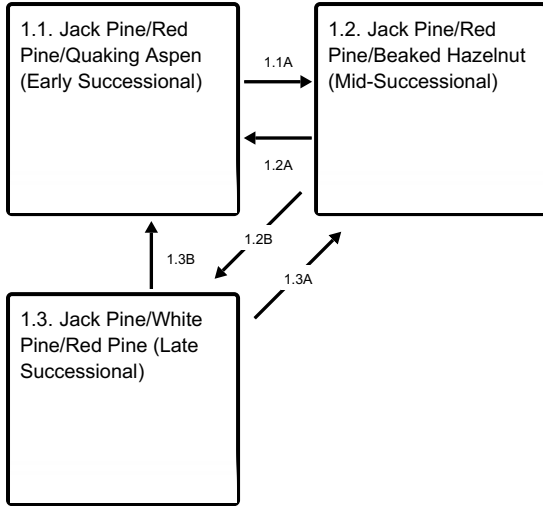 1.1. Jack Pine/Red
Pine/Quaking Aspen
(Early Successional)
1.1A
1.2. Jack Pine/Red
Pine/Beaked Hazelnut
(Mid-Successional)
1.2A
1.2B
1.3B
1.3A
1.3. Jack Pine/White
Pine/Red Pine (Late
Successional)